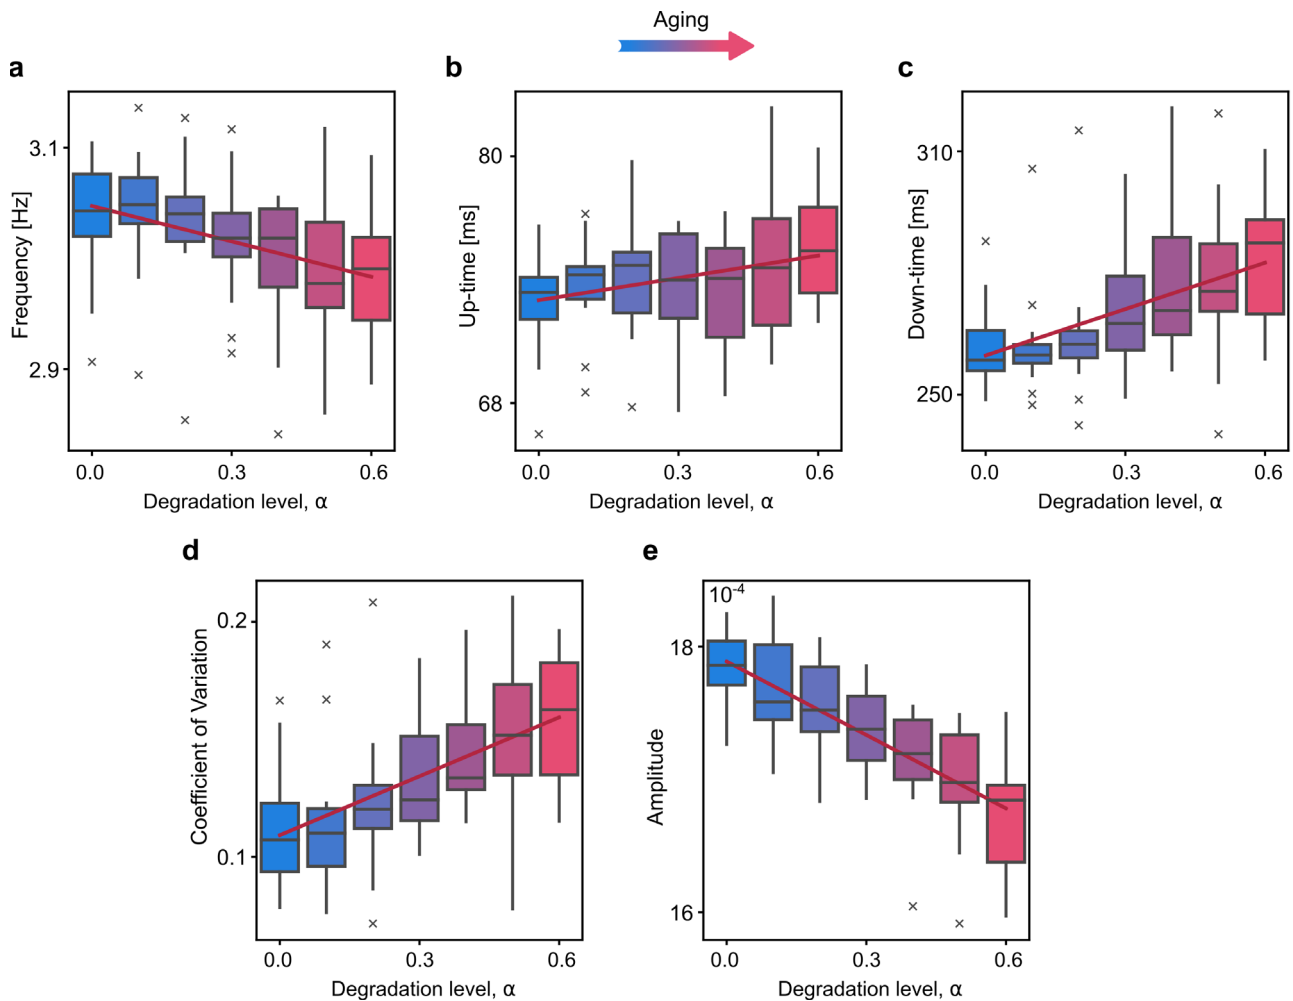 Aging
a
b
c
3.1
2.9
Frequency [Hz]
0.0 0.3 0.6
Degradation level, α
80
68
Up-time [ms]
0.0 0.3 0.6
Degradation level, α
310
250
Down-time [ms]
0.0 0.3 0.6
Degradation level, α
d
e
0.2
0.1
Coefficient of Variation
0.0 0.3 0.6
Degradation level, α
10⁻⁴
18
16
Amplitude
0.0 0.3 0.6
Degradation level, α